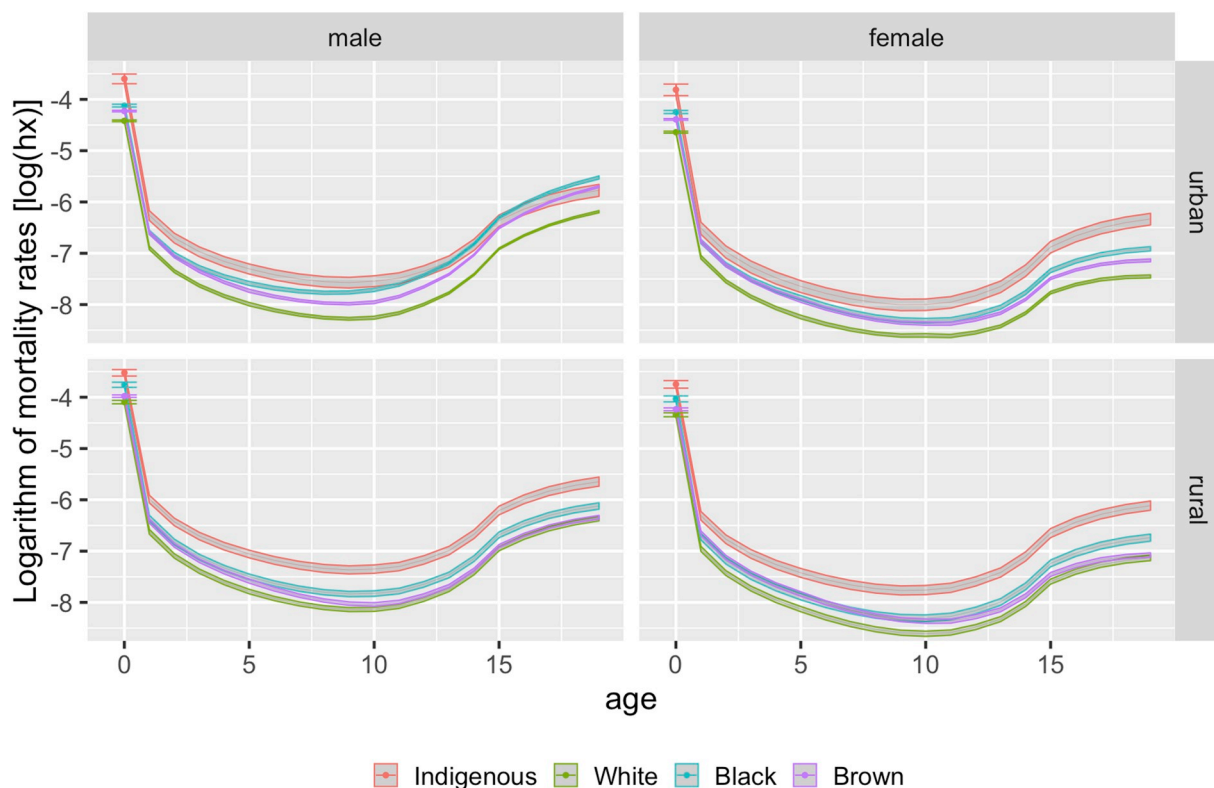 male female
Logarithm of mortality rates [log(hx)]
-4
-5
-6
-7
-8
urban
-4
-5
-6
-7
-8
rural
0 5 10 15 0 5 10 15
age
Indigenous White Black Brown